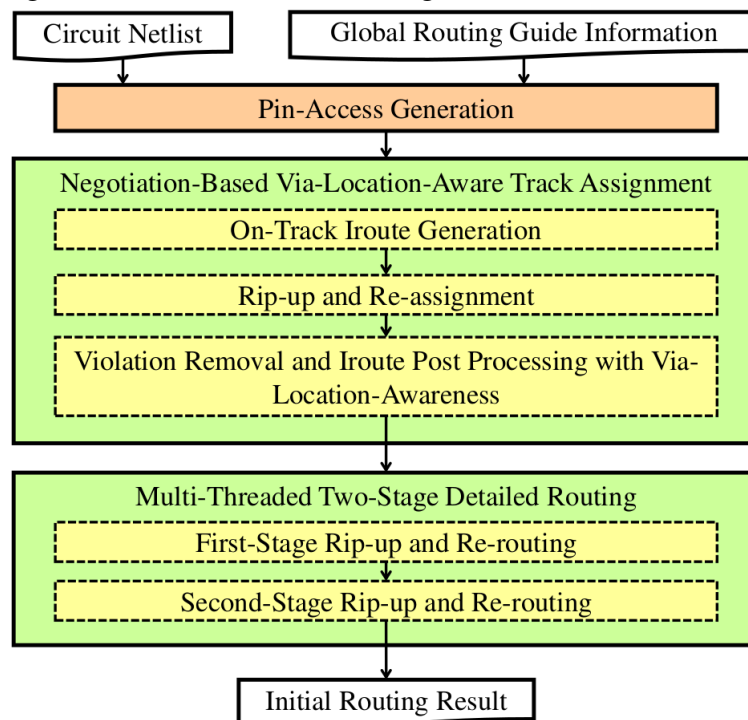 Circuit Netlist
Global Routing Guide Information
Pin-Access Generation
Negotiation-Based Via-Location-Aware Track Assignment
On-Track Iroute Generation
Rip-up and Re-assignment
Violation Removal and Iroute Post Processing with Via-
Location-Awareness
Multi-Threaded Two-Stage Detailed Routing
First-Stage Rip-up and Re-routing
Second-Stage Rip-up and Re-routing
Initial Routing Result